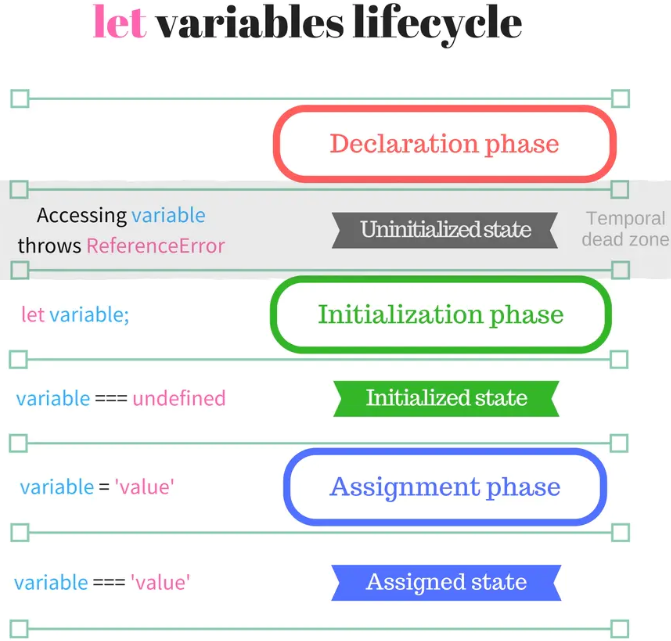 let variables lifecycle
Declaration phase
Accessing variable
throws ReferenceError
Uninitialized state
Temporal
dead zone
let variable;
Initialization phase
variable === undefined
Initialized state
variable = 'value'
Assignment phase
variable === 'value'
Assigned state